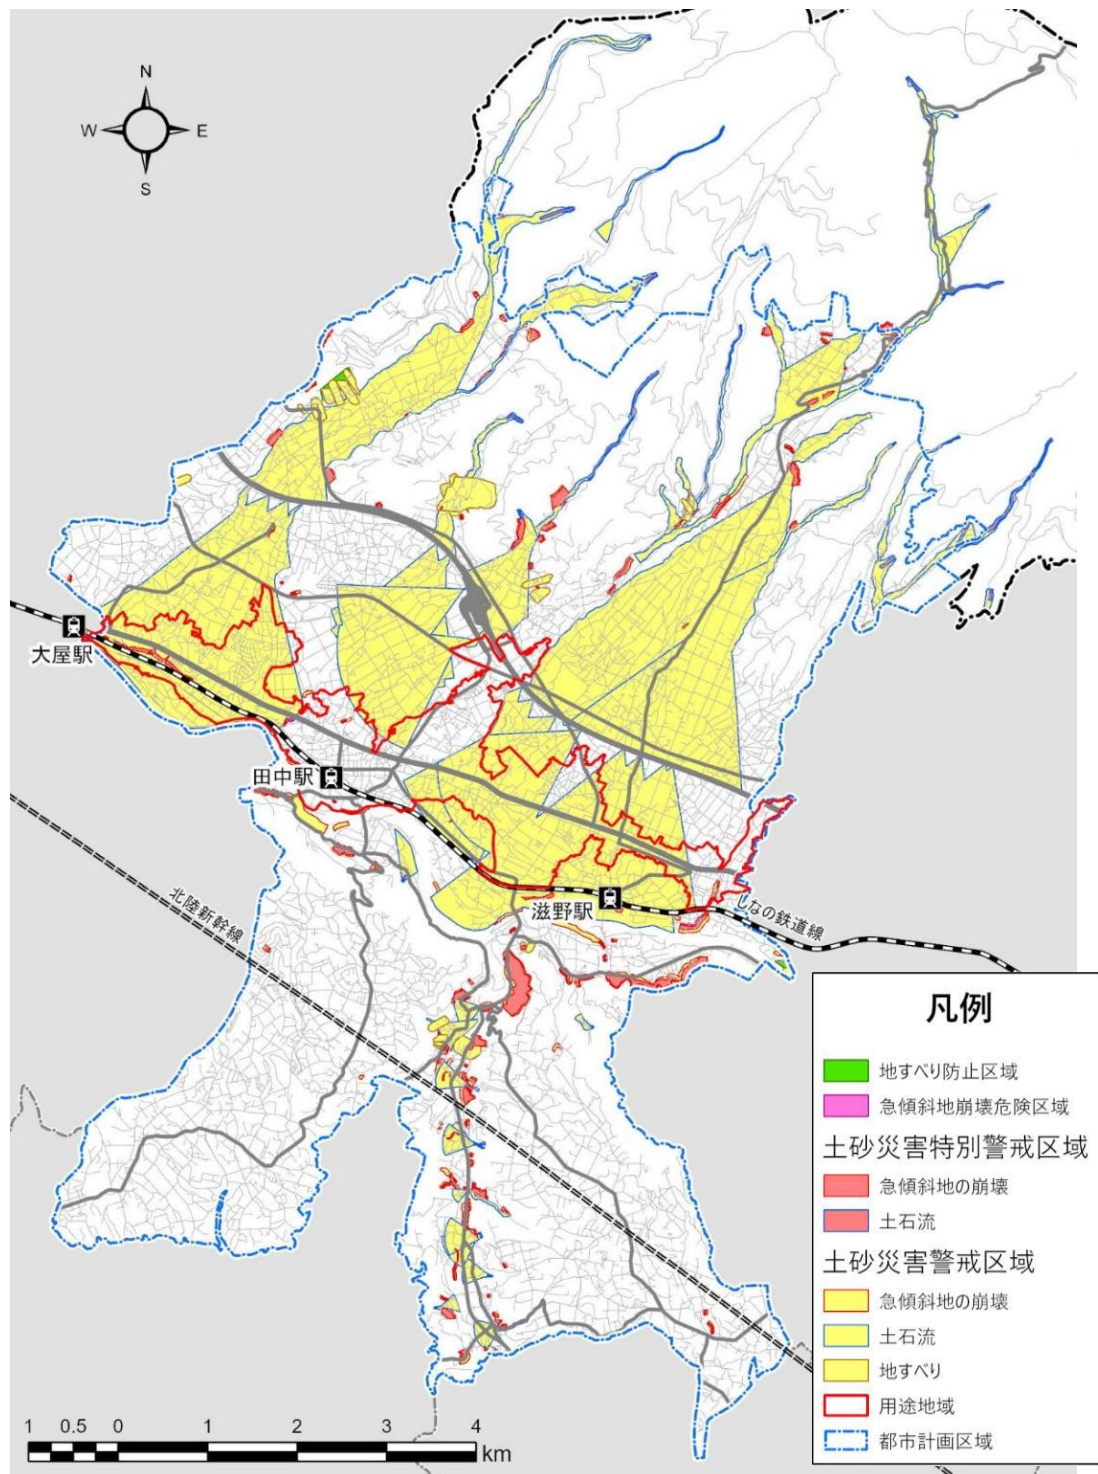 N
W E
S
大屋駅
田中駅
滋野駅
しなの鉄道線
北陸新幹線
凡例
地すべり防止区域
急傾斜地崩壊危険区域
土砂災害特別警戒区域
急傾斜地の崩壊
土石流
土砂災害警戒区域
急傾斜地の崩壊
土石流
地すべり
用途地域
都市計画区域
1 0.5 0 1 2 3 4
km